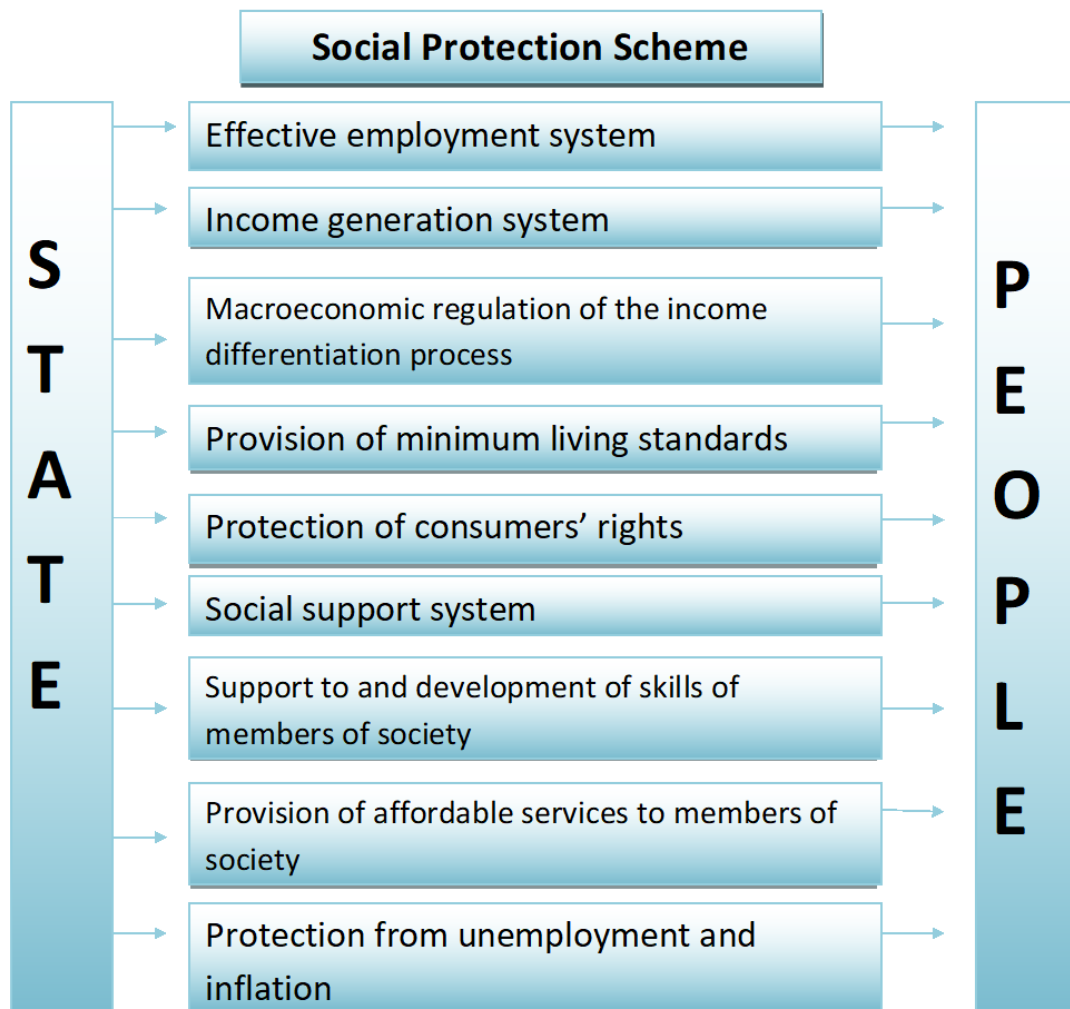 Social Protection Scheme
STATE
Effective employment system
Income generation system
Macroeconomic regulation of the income
differentiation process
Provision of minimum living standards
Protection of consumers’ rights
Social support system
Support to and development of skills of
members of society
Provision of affordable services to members of
society
Protection from unemployment and
inflation
PEOPLE